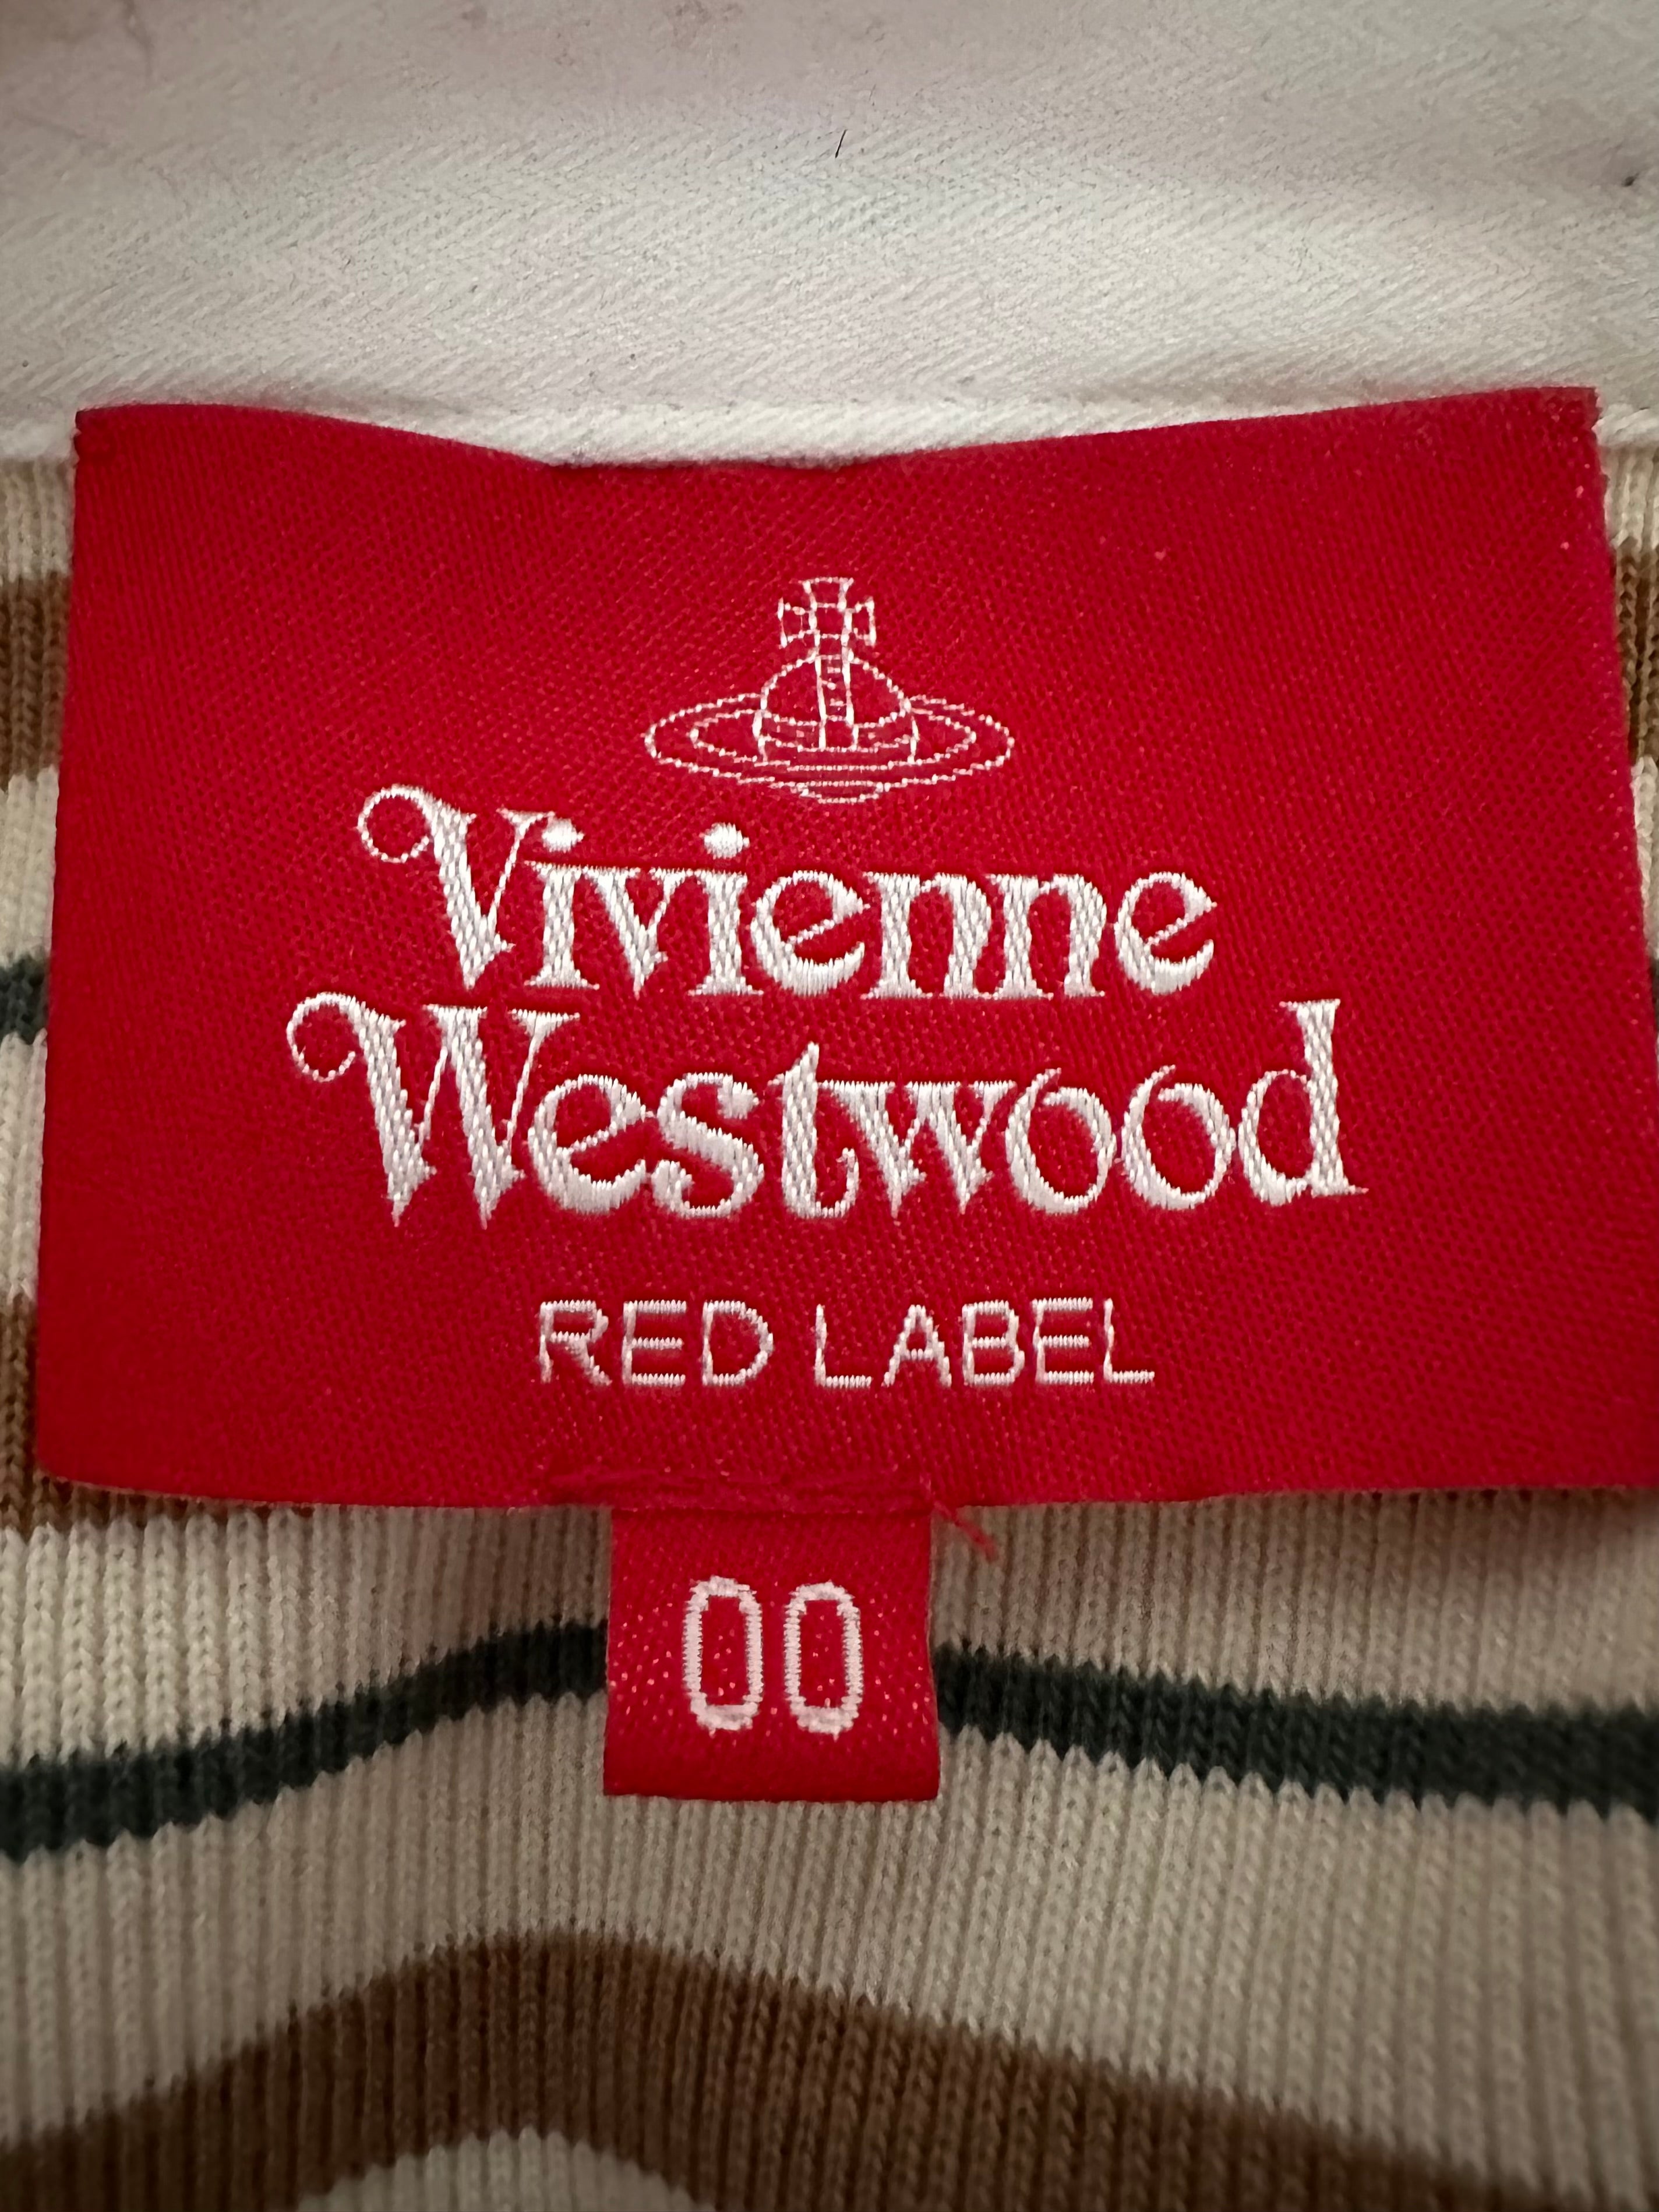 Vivienne
Westwood
RED LABEL
00